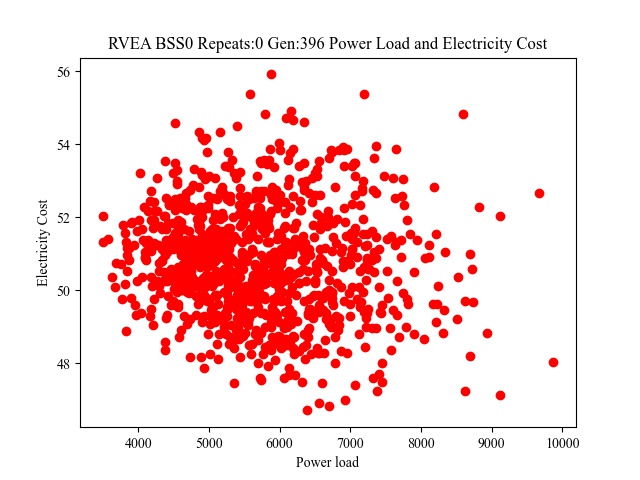 RVEA BSS0 Repeats:0 Gen:396 Power Load and Electricity Cost
56
54
52
50
48
Electricity Cost
4000 5000 6000 7000 8000 9000 10000
Power load